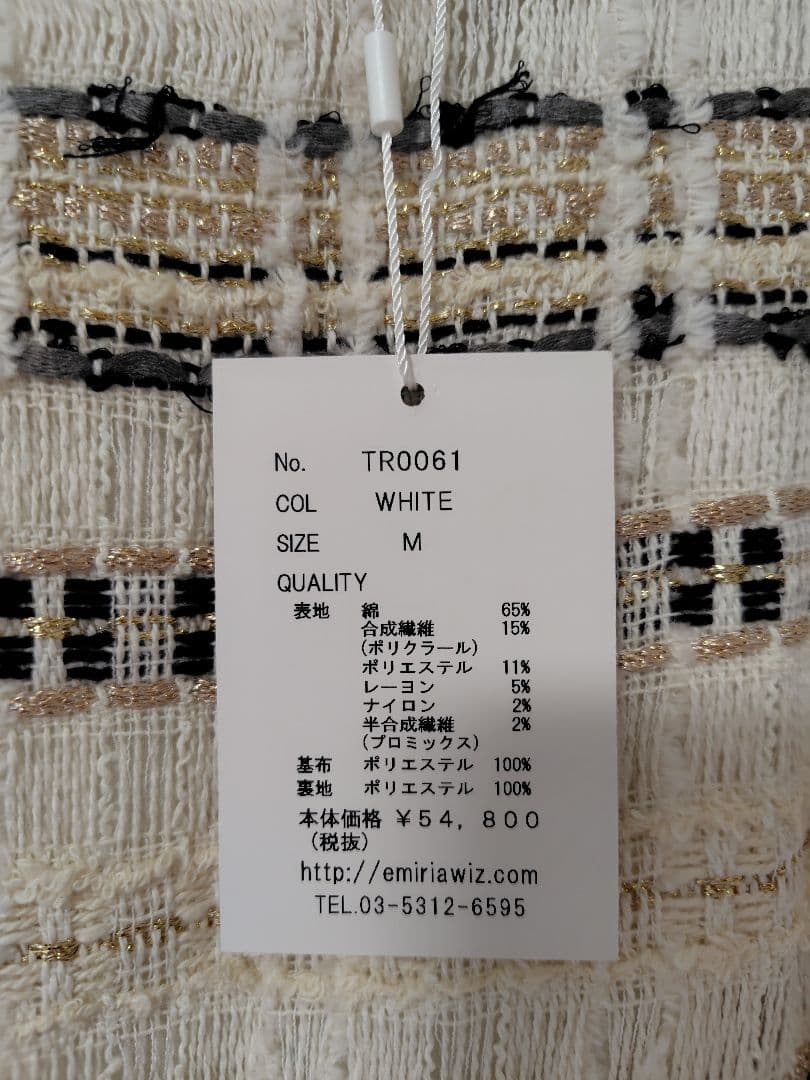 No. TR0061
COL WHITE
SIZE M
QUALITY
表地 綿 65%
合成繊維 15%
(ポリクラール)
ポリエステル 11%
レーヨン 5%
ナイロン 2%
半合成繊維 2%
(プロミックス)
基布 ポリエステル 100%
裏地 ポリエステル 100%
本体価格 ¥54,800
(税抜)
http://emiriawiz.com
TEL.03-5312-6595